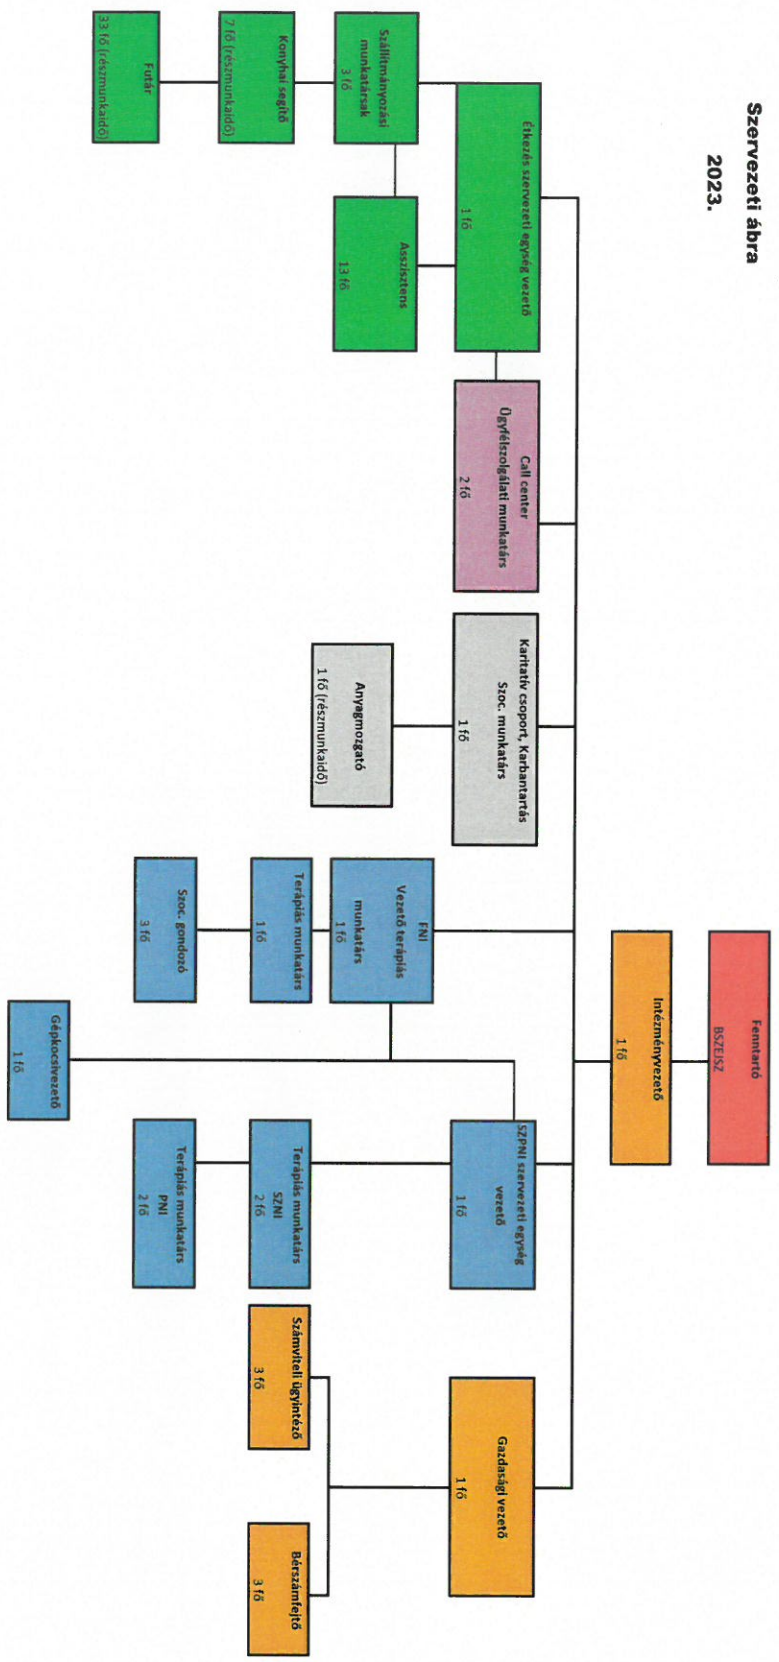 Szervezeti ábra
2023.
Fenntartó
BSZEJSZ
Intézményvezető
1 fő
Étkezés szervezeti egység vezető
1 fő
Call center
Ügyfélszolgálati munkatárs
2 fő
Karitatív csoport, Karbantartás
Szoc. munkatárs
1 fő
SZPNI szervezeti egység
vezető
1 fő
Gazdasági vezető
1 fő
Szállítmányozási
munkatársak
3 fő
Asszisztens
13 fő
Anyagmozgató
1 fő (részmunkaidő)
FNI
Vezető terápiás
munkatárs
1 fő
Konyhai segítő
7 fő (részmunkaidő)
Terápiás munkatárs
1 fő
Terápiás munkatárs
SZNI
2 fő
Számviteli ügyintéző
3 fő
Bérszámfejtő
3 fő
Futár
33 fő (részmunkaidő)
Szoc. gondozó
3 fő
Terápiás munkatárs
PNI
2 fő
Gépkocsivezető
1 fő